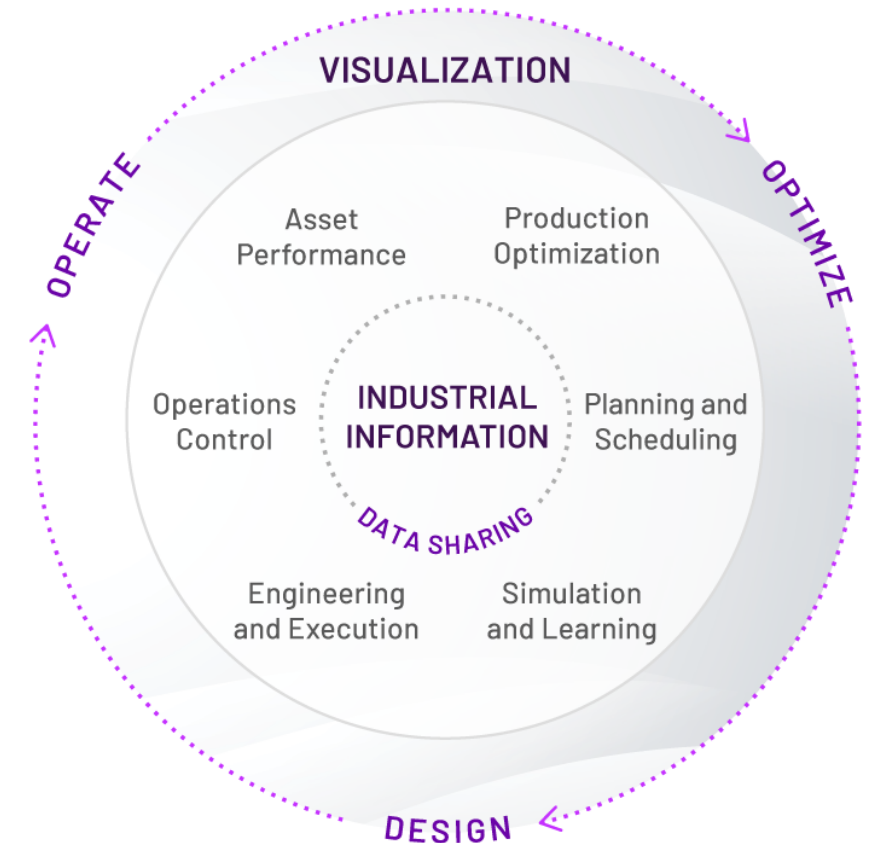 VISUALIZATION
OPERATE
OPTIMIZE
Asset
Performance
Production
Optimization
Operations
Control
INDUSTRIAL
INFORMATION
Planning and
Scheduling
DATA SHARING
Engineering
and Execution
Simulation
and Learning
DESIGN